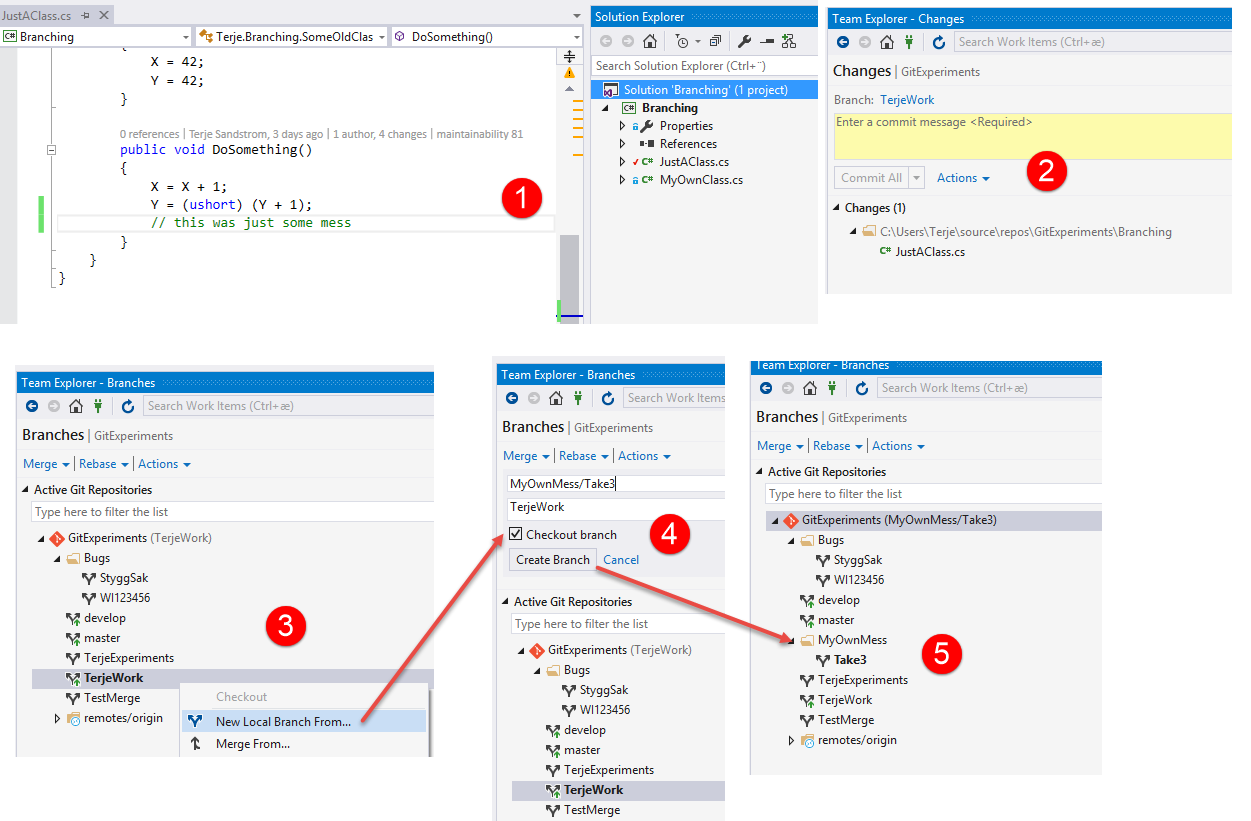 JustAClass.cs
Branching
Terje.Branching.SomeOldClas
DoSomething()
{
X = 42;
Y = 42;
}
0 references | Terje Sandstrom, 3 days ago | 1 author, 4 changes | maintainability 81
public void DoSomething()
{
X = X + 1;
Y = (ushort) (Y + 1);
// this was just some mess
}
}
}
1
Solution Explorer
Search Solution Explorer (Ctrl+¨)
Solution 'Branching' (1 project)
C# Branching
Properties
References
C# JustAClass.cs
C# MyOwnClass.cs
Team Explorer - Changes
Search Work Items (Ctrl+æ)
Changes | GitExperiments
Branch: TerjeWork
Enter a commit message <Required>
Commit All
Actions
2
Changes (1)
C:\Users\Terje\source\repos\GitExperiments\Branching
C# JustAClass.cs
Team Explorer - Branches
Search Work Items (Ctrl+æ)
Branches | GitExperiments
Merge | Rebase | Actions
Active Git Repositories
Type here to filter the list
GitExperiments (TerjeWork)
Bugs
StyggSak
WI123456
develop
master
TerjeExperiments
TerjeWork
TestMerge
remotes/origin
3
Checkout
New Local Branch From...
Merge From...
Team Explorer - Branches
Search Work Items
Branches | GitExperiments
Merge | Rebase | Actions
MyOwnMess/Take3
TerjeWork
Checkout branch
Create Branch
Cancel
4
Active Git Repositories
Type here to filter the list
GitExperiments (TerjeWork)
Bugs
StyggSak
WI123456
develop
master
TerjeExperiments
TerjeWork
TestMerge
Team Explorer - Branches
Search Work Items (Ctrl+æ)
Branches | GitExperiments
Merge | Rebase | Actions
Active Git Repositories
Type here to filter the list
GitExperiments (MyOwnMess/Take3)
Bugs
StyggSak
WI123456
develop
master
MyOwnMess
Take3
TerjeExperiments
TerjeWork
TestMerge
remotes/origin
5